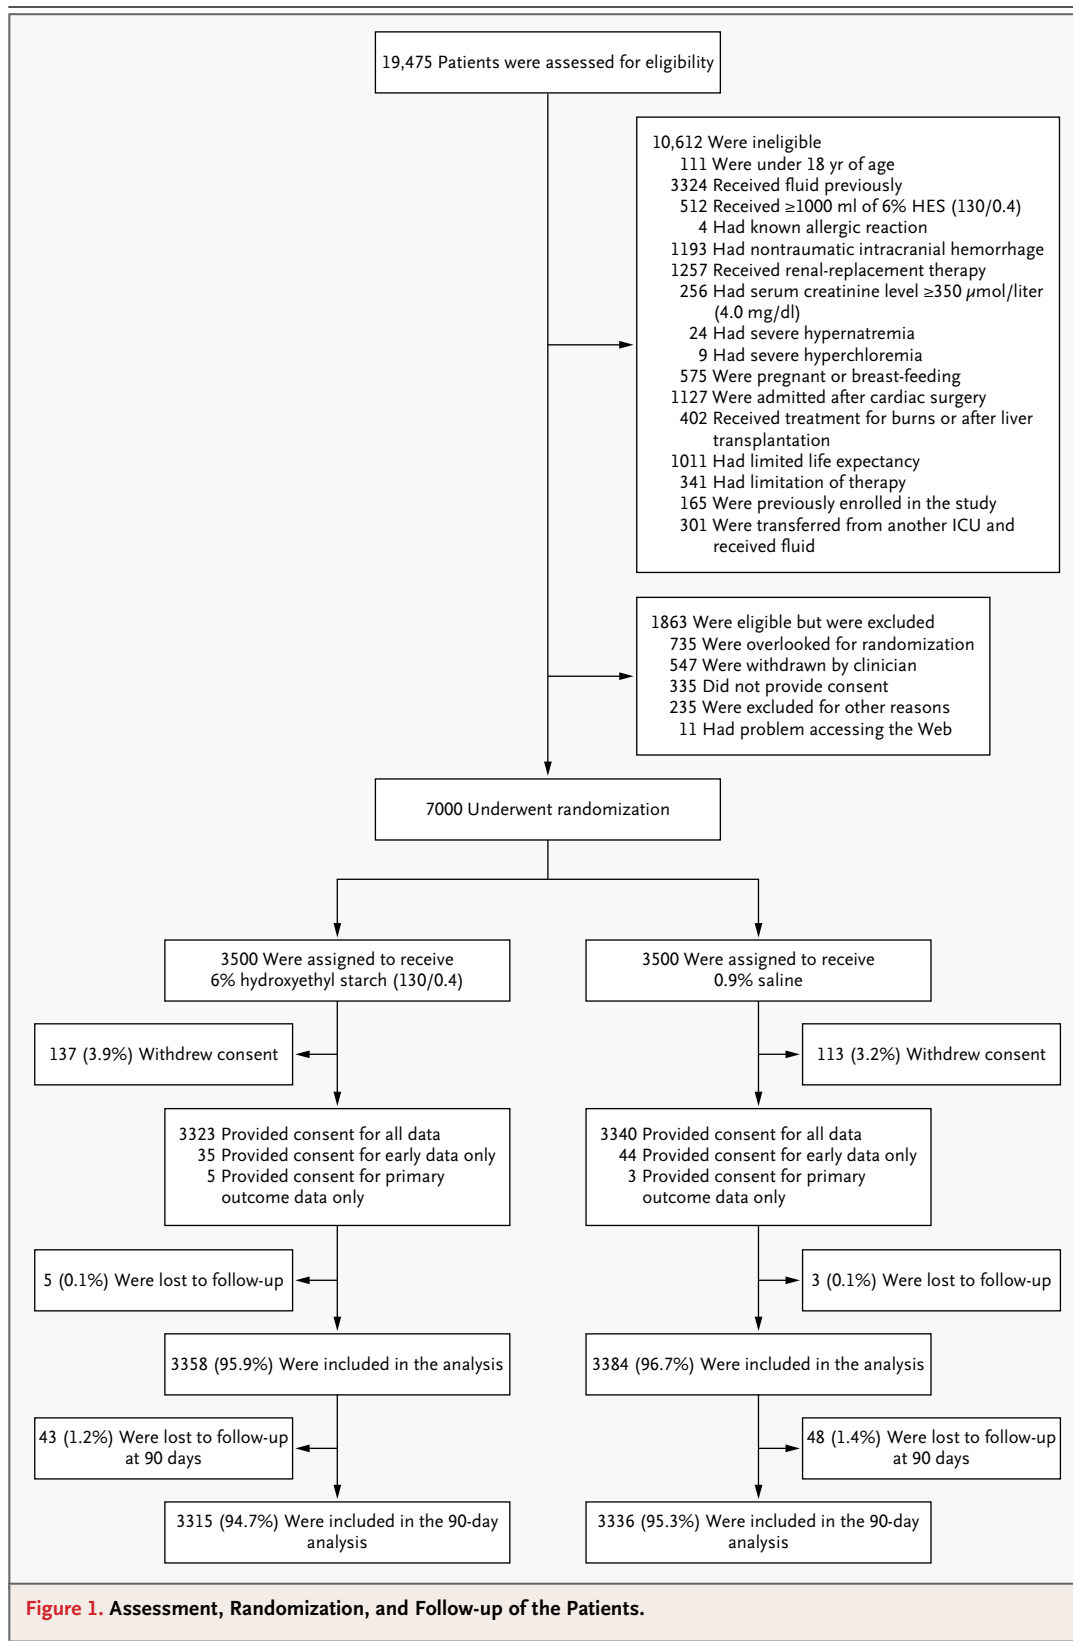 19,475 Patients were assessed for eligibility
10,612 Were ineligible
111 Were under 18 yr of age
3324 Received fluid previously
512 Received ≥1000 ml of 6% HES (130/0.4)
4 Had known allergic reaction
1193 Had nontraumatic intracranial hemorrhage
1257 Received renal-replacement therapy
256 Had serum creatinine level ≥350 µmol/liter
(4.0 mg/dl)
24 Had severe hypernatremia
9 Had severe hyperchloremia
575 Were pregnant or breast-feeding
1127 Were admitted after cardiac surgery
402 Received treatment for burns or after liver
transplantation
1011 Had limited life expectancy
341 Had limitation of therapy
165 Were previously enrolled in the study
301 Were transferred from another ICU and
received fluid
1863 Were eligible but were excluded
735 Were overlooked for randomization
547 Were withdrawn by clinician
335 Did not provide consent
235 Were excluded for other reasons
11 Had problem accessing the Web
7000 Underwent randomization
3500 Were assigned to receive
6% hydroxyethyl starch (130/0.4)
3500 Were assigned to receive
0.9% saline
137 (3.9%) Withdrew consent
113 (3.2%) Withdrew consent
3323 Provided consent for all data
35 Provided consent for early data only
5 Provided consent for primary
outcome data only
3340 Provided consent for all data
44 Provided consent for early data only
3 Provided consent for primary
outcome data only
5 (0.1%) Were lost to follow-up
3 (0.1%) Were lost to follow-up
3358 (95.9%) Were included in the analysis
3384 (96.7%) Were included in the analysis
43 (1.2%) Were lost to follow-up
at 90 days
48 (1.4%) Were lost to follow-up
at 90 days
3315 (94.7%) Were included in the 90-day
analysis
3336 (95.3%) Were included in the 90-day
analysis
Figure 1. Assessment, Randomization, and Follow-up of the Patients.